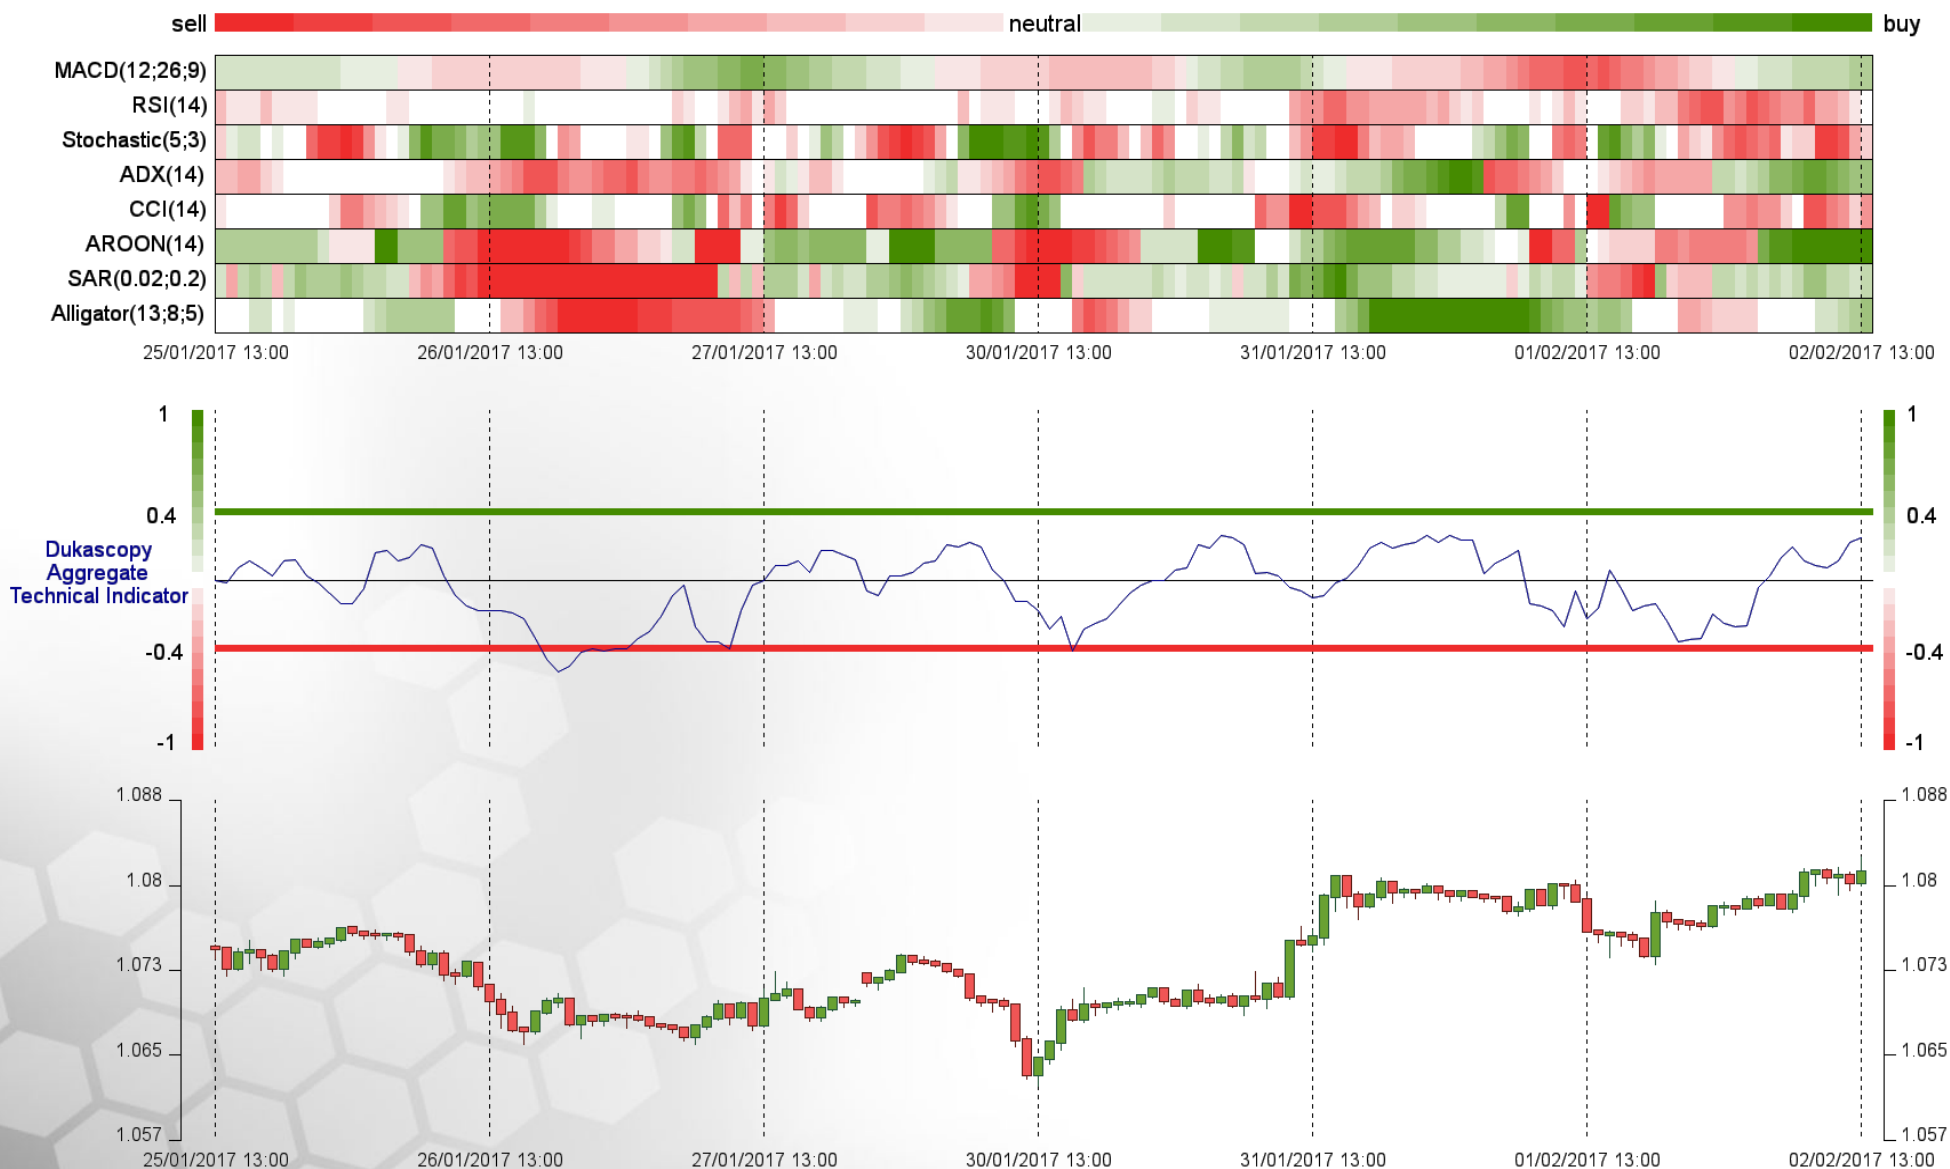 sell neutral buy
MACD(12;26;9)
RSI(14)
Stochastic(5;3)
ADX(14)
CCI(14)
AROON(14)
SAR(0.02;0.2)
Alligator(13;8;5)
25/01/2017 13:00 26/01/2017 13:00 27/01/2017 13:00 30/01/2017 13:00 31/01/2017 13:00 01/02/2017 13:00 02/02/2017 13:00
1 1
0.4 0.4
Dukascopy
Aggregate
Technical Indicator
-0.4 -0.4
-1 -1
1.088 1.088
1.08 1.08
1.073 1.073
1.065 1.065
1.057 1.057
25/01/2017 13:00 26/01/2017 13:00 27/01/2017 13:00 30/01/2017 13:00 31/01/2017 13:00 01/02/2017 13:00 02/02/2017 13:00